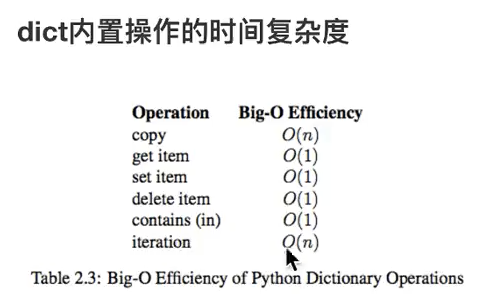 dict内置操作的时间复杂度
Operation Big-O Efficiency
copy O(n)
get item O(1)
set item O(1)
delete item O(1)
contains (in) O(1)
iteration O(n)
Table 2.3: Big-O Efficiency of Python Dictionary Operations